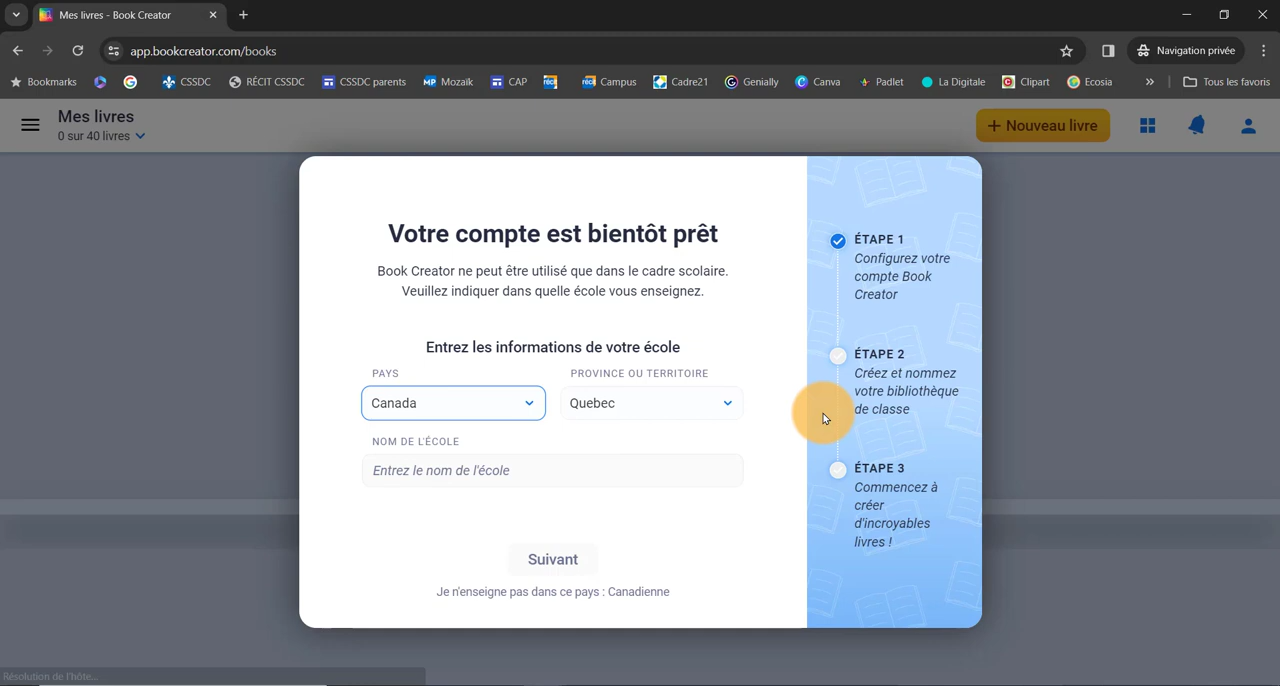 Mes livres - Book Creator
app.bookcreator.com/books
Navigation privée
Bookmarks
CSSDC
RÉCIT CSSDC
CSSDC parents
MP Mozaik
CAP
récit
récit Campus
Cadre21
Genially
Canva
Padlet
La Digitale
Clipart
Ecosia
»
Tous les favoris
Mes livres
0 sur 40 livres
+ Nouveau livre
Votre compte est bientôt prêt
Book Creator ne peut être utilisé que dans le cadre scolaire.
Veuillez indiquer dans quelle école vous enseignez.
Entrez les informations de votre école
PAYS
PROVINCE OU TERRITOIRE
Canada
Quebec
NOM DE L'ÉCOLE
Entrez le nom de l'école
Suivant
Je n'enseigne pas dans ce pays : Canadienne
ÉTAPE 1
Configurez votre
compte Book
Creator
ÉTAPE 2
Créez et nommez
votre bibliothèque
de classe
ÉTAPE 3
Commencez à
créer
d'incroyables
livres !
Résolution de l'hôte...